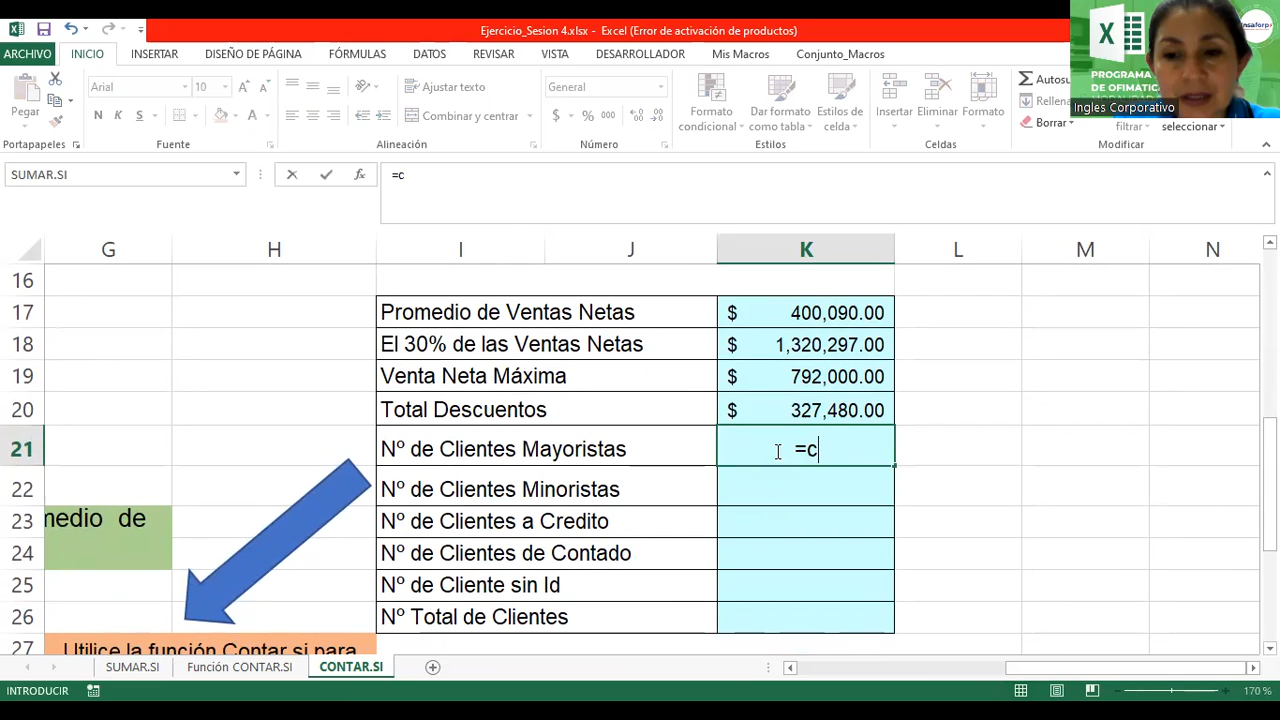 Ejercicio_Sesion 4.xlsx - Excel (Error de activación de productos)
ARCHIVO INICIO INSERTAR DISEÑO DE PÁGINA FÓRMULAS DATOS REVISAR VISTA DESARROLLADOR Mis Macros Conjunto_Macros
PROGRAMA
DE OFIMÁTICA
Ingles Corporativo
Pegar
Arial 10
N K S
Ajustar texto
Combinar y centrar
General
$ % 000
Formato condicional
Dar formato como tabla
Estilos de celda
Insertar Eliminar Formato
Autosu
Rellena
Borrar
filtrar
seleccionar
Portapapeles Fuente Alineación Número Estilos Celdas Modificar
SUMAR.SI
fx
=c
G H I J K L M N
16
17 Promedio de Ventas Netas $ 400,090.00
18 El 30% de las Ventas Netas $ 1,320,297.00
19 Venta Neta Máxima $ 792,000.00
20 Total Descuentos $ 327,480.00
21 Nº de Clientes Mayoristas =c
22 Nº de Clientes Minoristas
23 medio de Nº de Clientes a Credito
24 Nº de Clientes de Contado
25 Nº de Cliente sin Id
26 Nº Total de Clientes
27 Utilice la función Contar si para
SUMAR.SI Función CONTAR.SI CONTAR.SI
INTRODUCIR 170 %